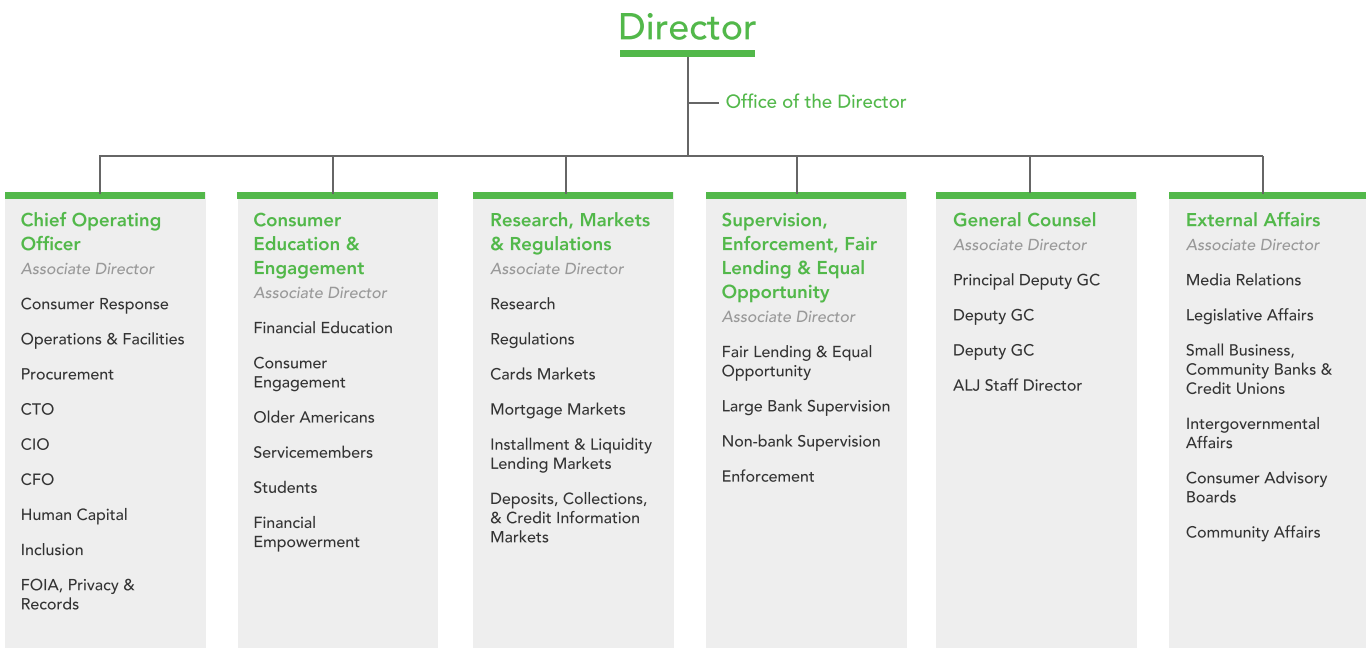 Director
Office of the Director
Chief Operating
Officer
Associate Director
Consumer Response
Operations & Facilities
Procurement
CTO
CIO
CFO
Human Capital
Inclusion
FOIA, Privacy &
Records
Consumer
Education &
Engagement
Associate Director
Financial Education
Consumer
Engagement
Older Americans
Servicemembers
Students
Financial
Empowerment
Research, Markets
& Regulations
Associate Director
Research
Regulations
Cards Markets
Mortgage Markets
Installment & Liquidity
Lending Markets
Deposits, Collections,
& Credit Information
Markets
Supervision,
Enforcement, Fair
Lending & Equal
Opportunity
Associate Director
Fair Lending & Equal
Opportunity
Large Bank Supervision
Non-bank Supervision
Enforcement
General Counsel
Associate Director
Principal Deputy GC
Deputy GC
Deputy GC
ALJ Staff Director
External Affairs
Associate Director
Media Relations
Legislative Affairs
Small Business,
Community Banks &
Credit Unions
Intergovernmental
Affairs
Consumer Advisory
Boards
Community Affairs